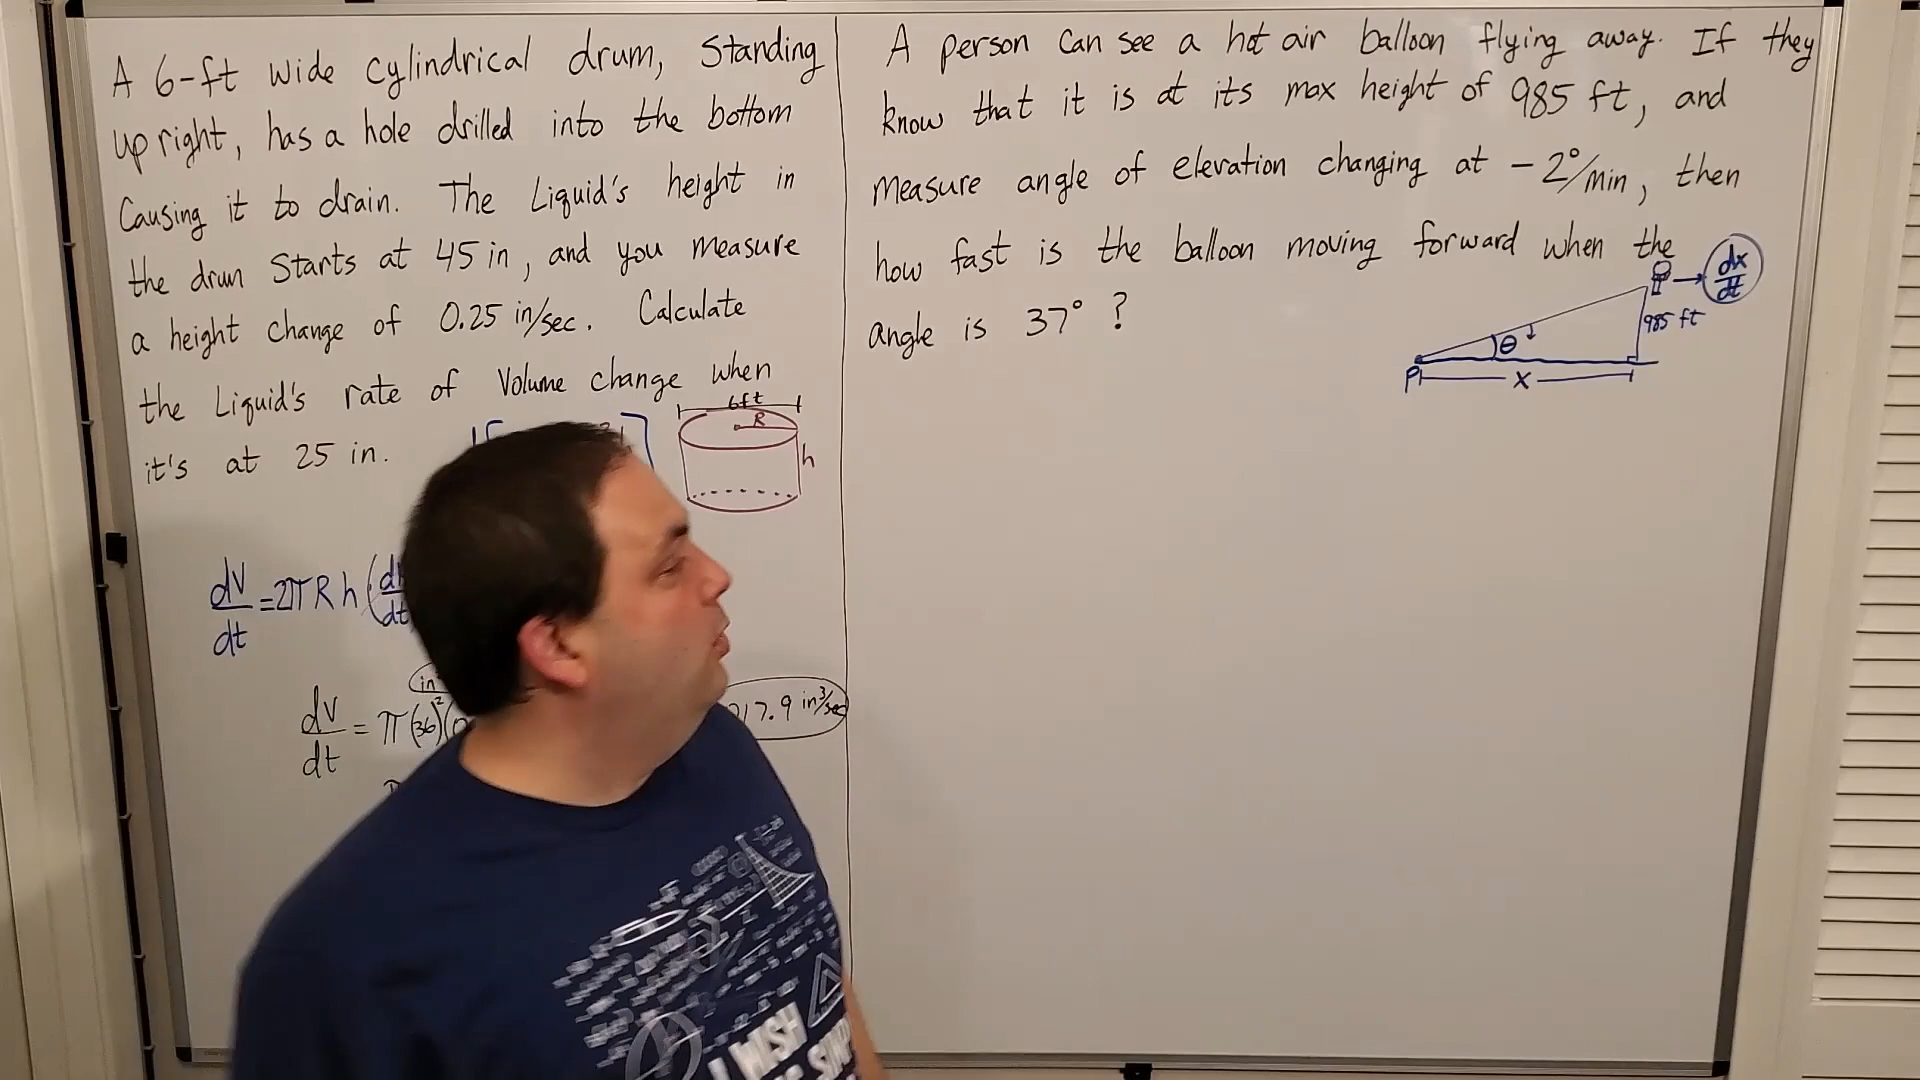 A 6-ft wide cylindrical drum, Standing
upright, has a hole drilled into the bottom
Causing it to drain. The Liquid's height in
the drum Starts at 45 in, and you measure
a height change of 0.25 in/sec. Calculate
the Liquid's rate of Volume change when
it's at 25 in.
6ft
R
h
dV/dt = 2πRh(
dV/dt = π(36)²(
17.9 in³/sec
A person can see a hot air balloon flying away. If they
know that it is at its max height of 985 ft, and
measure angle of elevation changing at -2°/min, then
how fast is the balloon moving forward when the
angle is 37° ?
dx/dt
985 ft
θ
P
x
I WISH